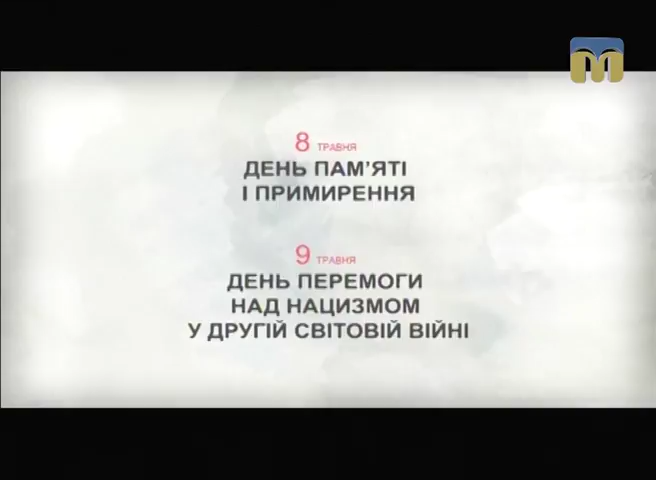 8 ТРАВНЯ
ДЕНЬ ПАМ’ЯТІ
І ПРИМИРЕННЯ
9 ТРАВНЯ
ДЕНЬ ПЕРЕМОГИ
НАД НАЦИЗМОМ
У ДРУГІЙ СВІТОВІЙ ВІЙНІ